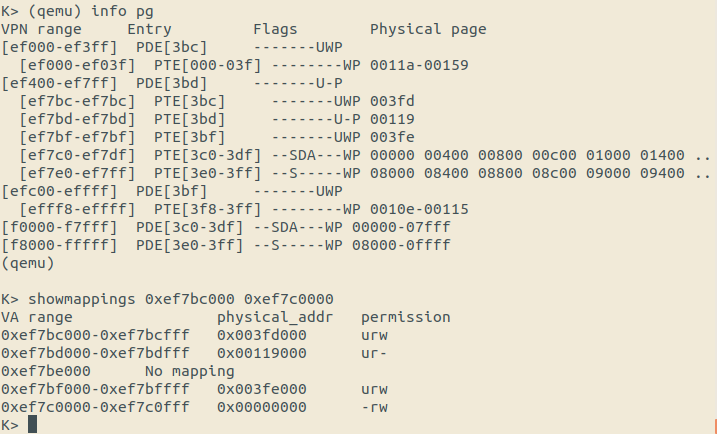 K> (qemu) info pg
VPN range     Entry         Flags        Physical page
[ef000-ef3ff]  PDE[3bc]     -------UWP
  [ef000-ef03f]  PTE[000-03f] --------WP 0011a-00159
[ef400-ef7ff]  PDE[3bd]     -------U-P
  [ef7bc-ef7bc]  PTE[3bc]     -------UWP 003fd
  [ef7bd-ef7bd]  PTE[3bd]     -------U-P 00119
  [ef7bf-ef7bf]  PTE[3bf]     -------UWP 003fe
  [ef7c0-ef7df]  PTE[3c0-3df] --SDA---WP 00000 00400 00800 00c00 01000 01400 ..
  [ef7e0-ef7ff]  PTE[3e0-3ff] --S-----WP 08000 08400 08800 08c00 09000 09400 ..
[efc00-effff]  PDE[3bf]     -------UWP
  [efff8-effff]  PTE[3f8-3ff] --------WP 0010e-00115
[f0000-f7fff]  PDE[3c0-3df] --SDA---WP 00000-07fff
[f8000-fffff]  PDE[3e0-3ff] --S-----WP 08000-0ffff
(qemu)
K> showmappings 0xef7bc000 0xef7c0000
VA range                physical_addr   permission
0xef7bc000-0xef7bcfff   0x003fd000      urw
0xef7bd000-0xef7bdfff   0x00119000      ur-
0xef7be000      No mapping
0xef7bf000-0xef7bffff   0x003fe000      urw
0xef7c0000-0xef7c0fff   0x00000000      -rw
K>